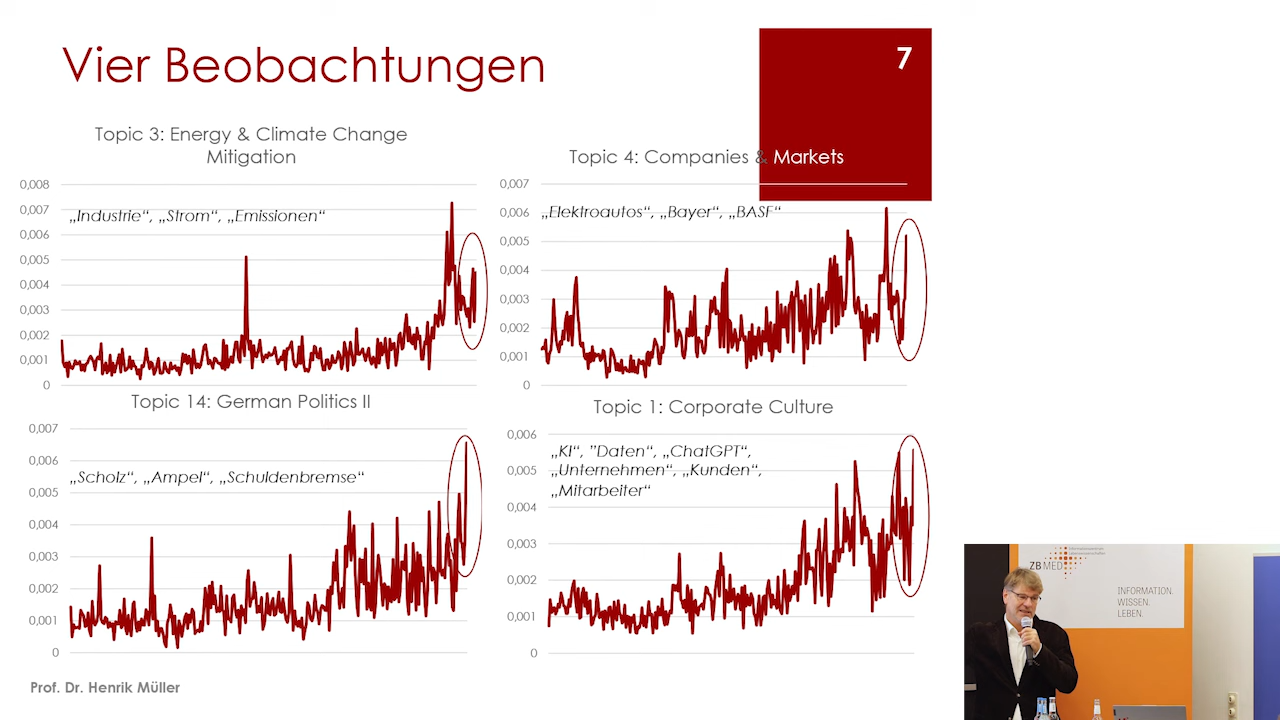 Vier Beobachtungen
7
Topic 3: Energy & Climate Change
Mitigation
0,008
0,007
0,006
0,005
0,004
0,003
0,002
0,001
0
„Industrie“, „Strom“, „Emissionen“
Topic 4: Companies & Markets
0,007
0,006
0,005
0,004
0,003
0,002
0,001
0
„Elektroautos“, „Bayer“, „BASF“
Topic 14: German Politics II
0,007
0,006
0,005
0,004
0,003
0,002
0,001
0
„Scholz“, „Ampel“, „Schuldenbremse“
Topic 1: Corporate Culture
0,006
0,005
0,004
0,003
0,002
0,001
0
„KI“, ”Daten“, „ChatGPT“,
„Unternehmen“, „Kunden“,
„Mitarbeiter“
Prof. Dr. Henrik Müller
ZB MED
INFORMATION.
WISSEN.
LEBEN.